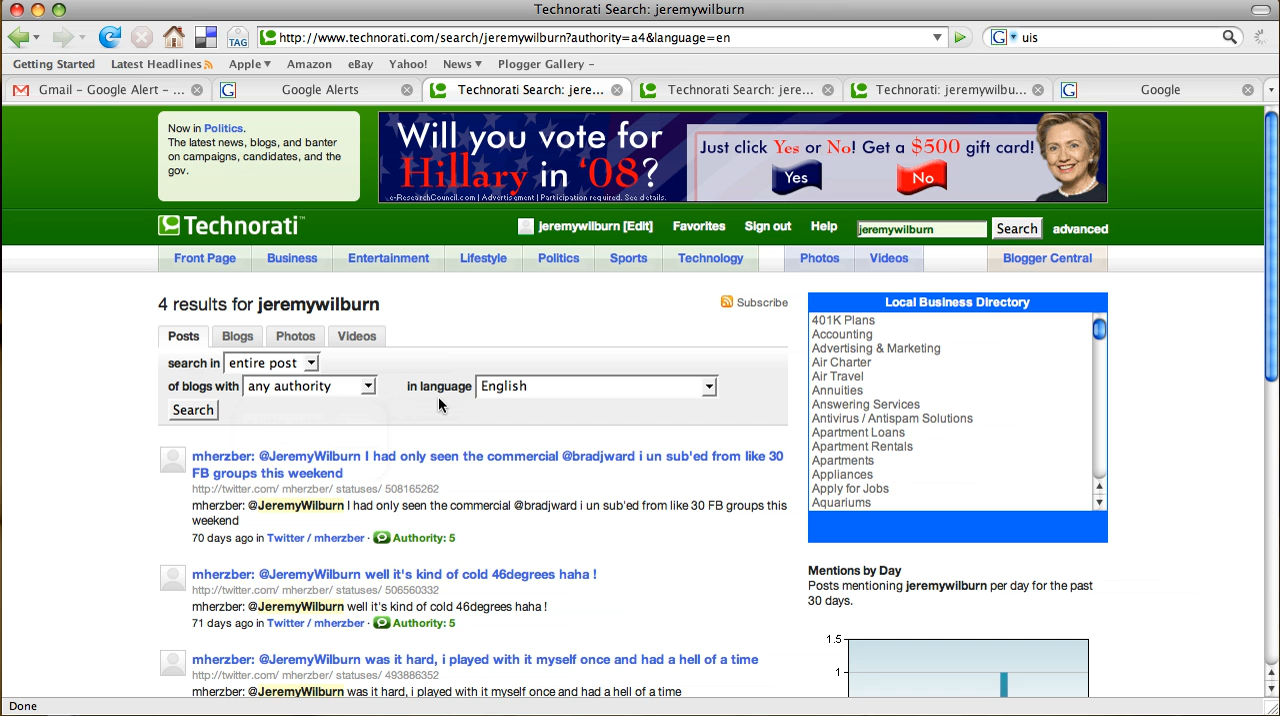 Technorati Search: jeremywilburn
TAG
http://www.technorati.com/search/jeremywilburn?authority=a4&language=en
G
uis
Getting Started
Latest Headlines
Apple
Amazon
eBay
Yahoo!
News
Plogger Gallery –
Gmail – Google Alert – ...
G
Google Alerts
Technorati Search: jere...
Technorati Search: jere...
Technorati: jeremywilbu...
G
Google
Now in Politics.
The latest news, blogs, and banter
on campaigns, candidates, and the
gov.
Will you vote for
Hillary in '08?
e-ResearchCouncil.com | Advertisement | Participation required. See details.
Just click Yes or No! Get a $500 gift card!
Yes
No
Technorati™
jeremywilburn [Edit]
Favorites
Sign out
Help
jeremywilburn
Search
advanced
Front Page
Business
Entertainment
Lifestyle
Politics
Sports
Technology
Photos
Videos
Blogger Central
4 results for jeremywilburn
Subscribe
Posts
Blogs
Photos
Videos
search in entire post
of blogs with any authority
in language English
Search
mherzber: @JeremyWilburn I had only seen the commercial @bradjward i un sub'ed from like 30
FB groups this weekend
http://twitter.com/ mherzber/ statuses/ 508165262
mherzber: @JeremyWilburn I had only seen the commercial @bradjward i un sub'ed from like 30 FB groups this
weekend
70 days ago in Twitter / mherzber · Authority: 5
mherzber: @JeremyWilburn well it's kind of cold 46degrees haha !
http://twitter.com/ mherzber/ statuses/ 506560332
mherzber: @JeremyWilburn well it's kind of cold 46degrees haha !
71 days ago in Twitter / mherzber · Authority: 5
mherzber: @JeremyWilburn was it hard, i played with it myself once and had a hell of a time
http://twitter.com/ mherzber/ statuses/ 493886352
mherzber: @JeremyWilburn was it hard, i played with it myself once and had a hell of a time
Local Business Directory
401K Plans
Accounting
Advertising & Marketing
Air Charter
Air Travel
Annuities
Answering Services
Antivirus / Antispam Solutions
Apartment Loans
Apartment Rentals
Apartments
Appliances
Apply for Jobs
Aquariums
Mentions by Day
Posts mentioning jeremywilburn per day for the past
30 days.
1.5
1
Done